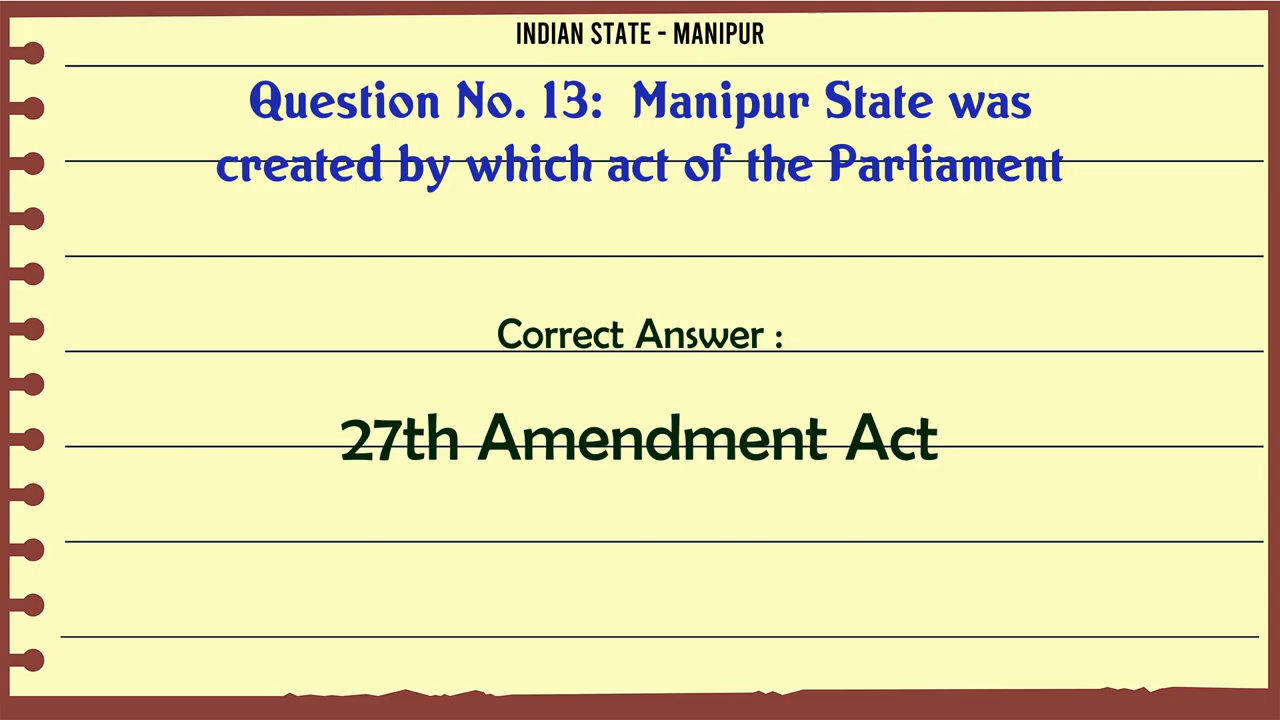 INDIAN STATE - MANIPUR
Question No. 13: Manipur State was
created by which act of the Parliament
Correct Answer :
27th Amendment Act